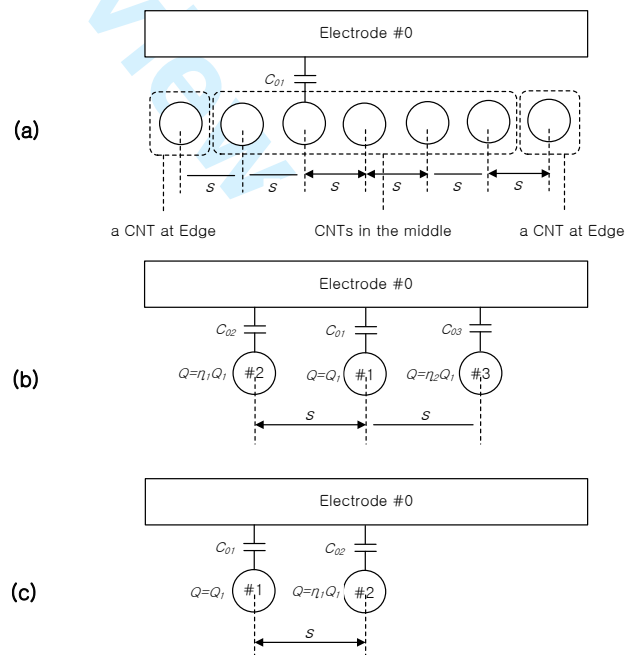 view
Electrode #0
C01
(a)
s s s s s s
a CNT at Edge CNTs in the middle a CNT at Edge
Electrode #0
C02 C01 C03
(b)
Q=η1Q1 #2 Q=Q1 #1 Q=η2Q1 #3
s s
Electrode #0
C01 C02
(c)
Q=Q1 #1 Q=η1Q1 #2
s